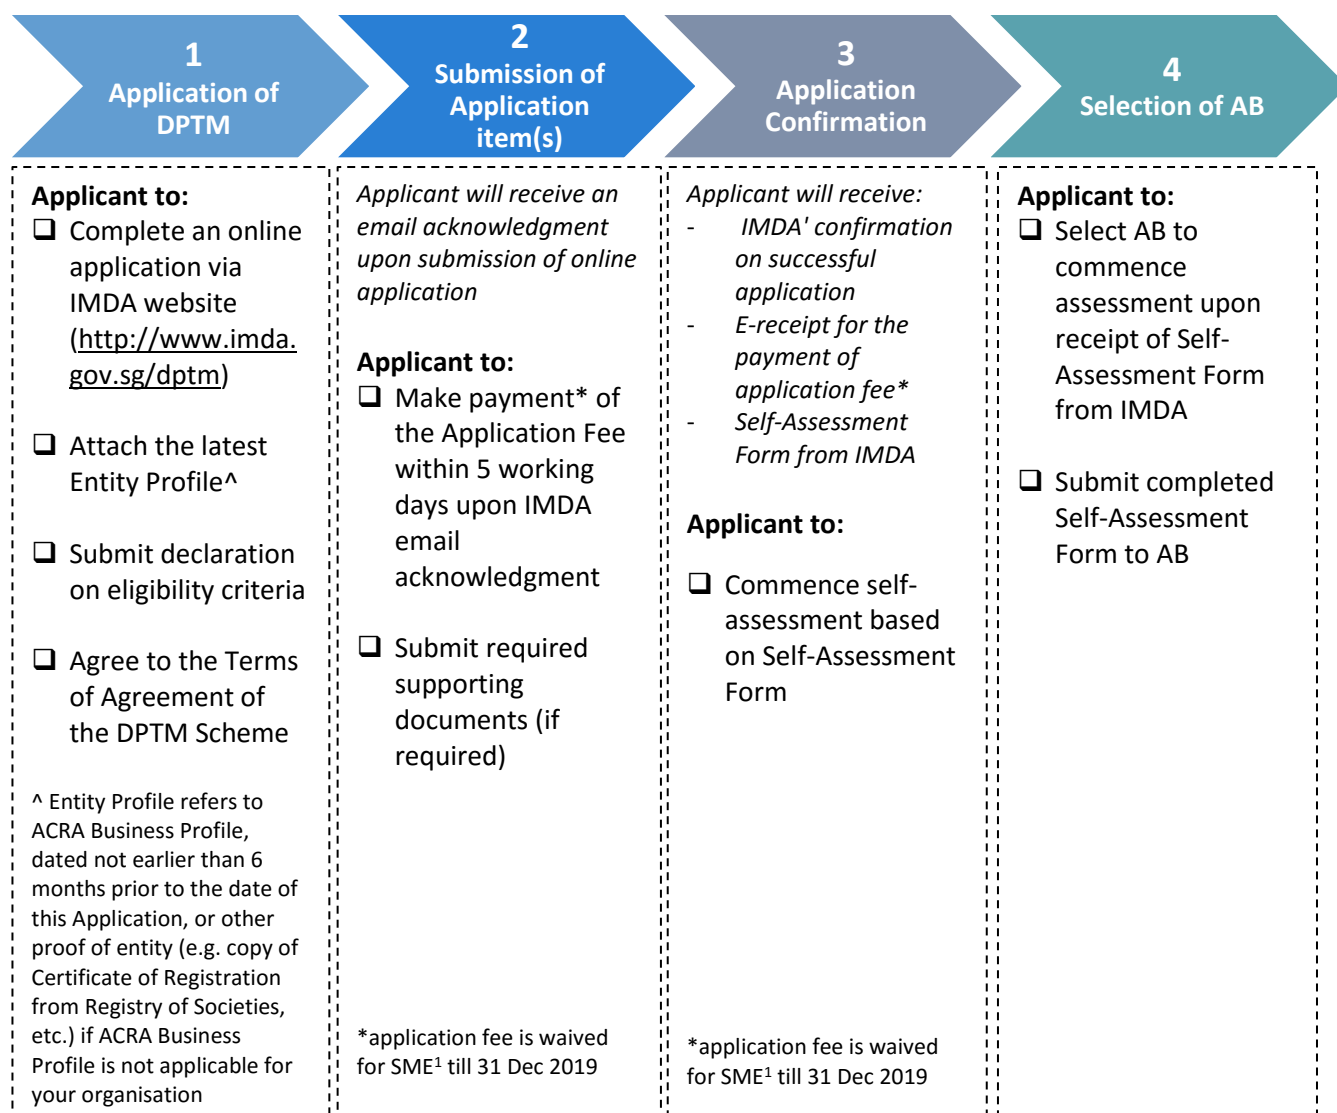 1
Application of
DPTM
2
Submission of
Application
item(s)
3
Application
Confirmation
4
Selection of AB
Applicant to:
❑ Complete an online
application via
IMDA website
(http://www.imda.
gov.sg/dptm)
❑ Attach the latest
Entity Profile^
❑ Submit declaration
on eligibility criteria
❑ Agree to the Terms
of Agreement of
the DPTM Scheme
^ Entity Profile refers to
ACRA Business Profile,
dated not earlier than 6
months prior to the date of
this Application, or other
proof of entity (e.g. copy of
Certificate of Registration
from Registry of Societies,
etc.) if ACRA Business
Profile is not applicable for
your organisation
Applicant will receive an
email acknowledgment
upon submission of online
application
Applicant to:
❑ Make payment* of
the Application Fee
within 5 working
days upon IMDA
email
acknowledgment
❑ Submit required
supporting
documents (if
required)
*application fee is waived
for SME¹ till 31 Dec 2019
Applicant will receive:
- IMDA' confirmation
on successful
application
- E-receipt for the
payment of
application fee*
- Self-Assessment
Form from IMDA
Applicant to:
❑ Commence self-
assessment based
on Self-Assessment
Form
*application fee is waived
for SME¹ till 31 Dec 2019
Applicant to:
❑ Select AB to
commence
assessment upon
receipt of Self-
Assessment Form
from IMDA
❑ Submit completed
Self-Assessment
Form to AB